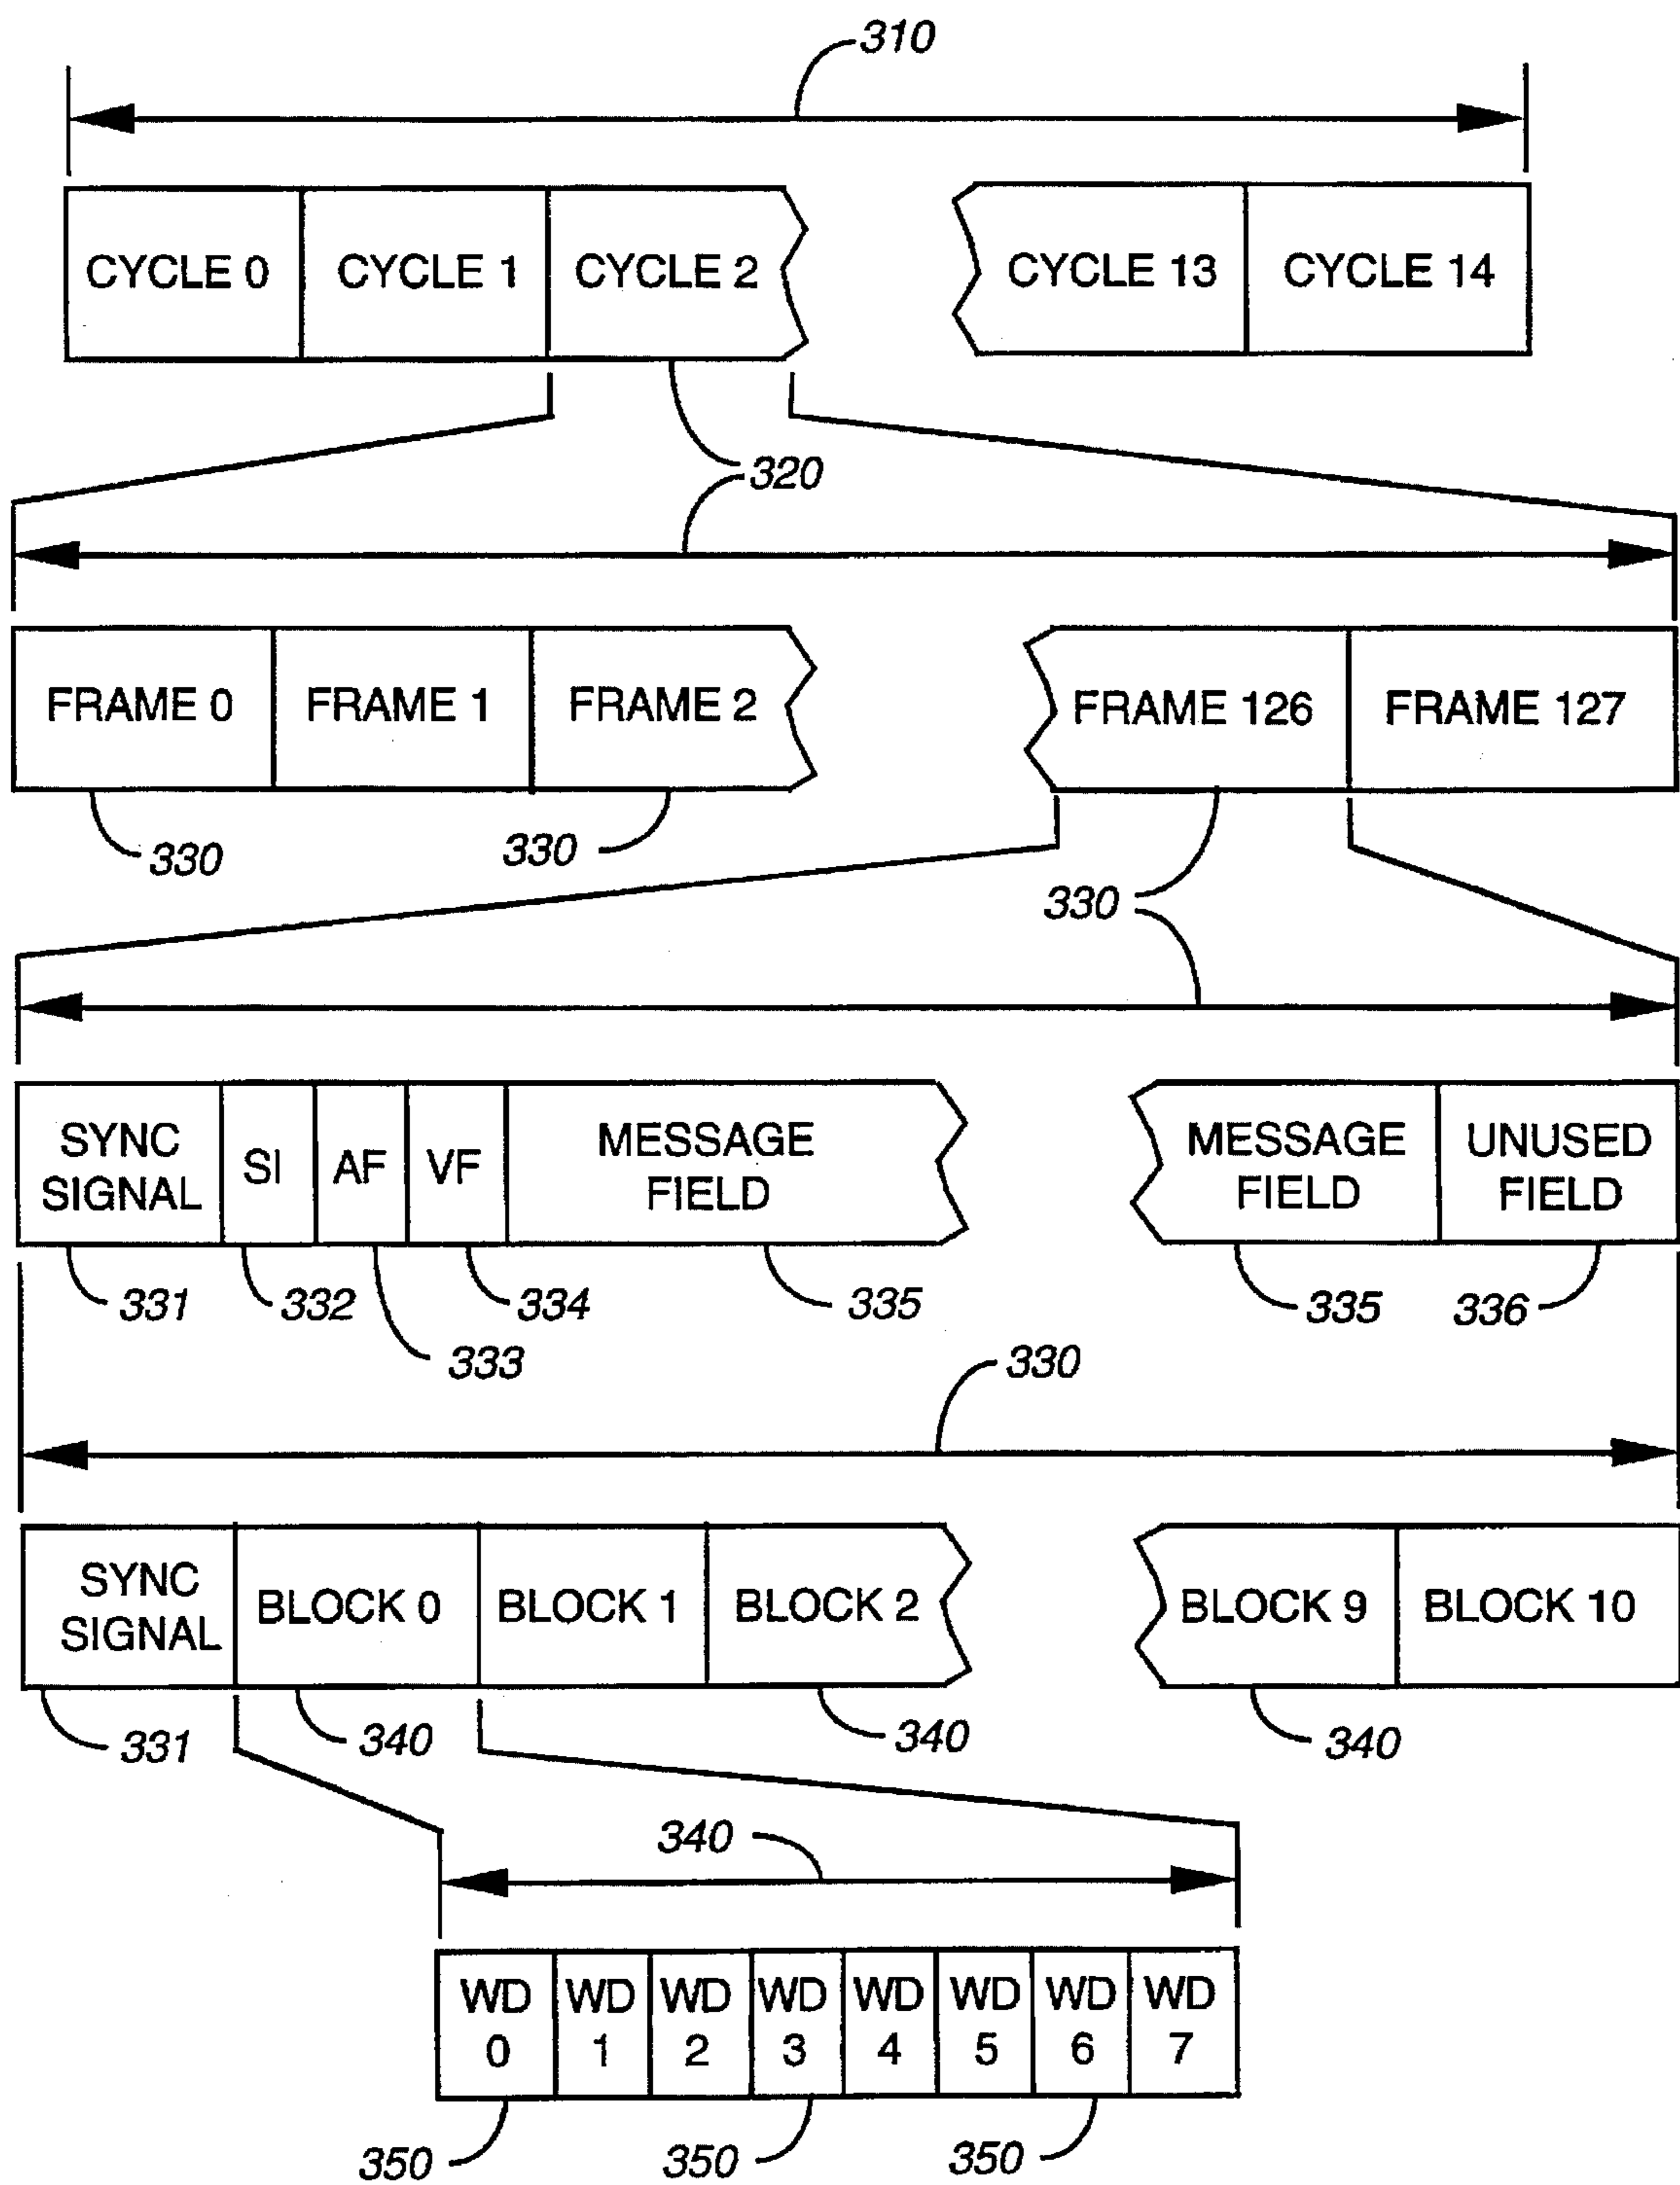 310
CYCLE 0 CYCLE 1 CYCLE 2 CYCLE 13 CYCLE 14
320
FRAME 0 FRAME 1 FRAME 2 FRAME 126 FRAME 127
330 330 330
SYNC SIGNAL SI AF VF MESSAGE FIELD MESSAGE FIELD UNUSED FIELD
331 332 333 334 335 335 336
330
SYNC SIGNAL BLOCK 0 BLOCK 1 BLOCK 2 BLOCK 9 BLOCK 10
331 340 340 340
340
WD 0 WD 1 WD 2 WD 3 WD 4 WD 5 WD 6 WD 7
350 350 350